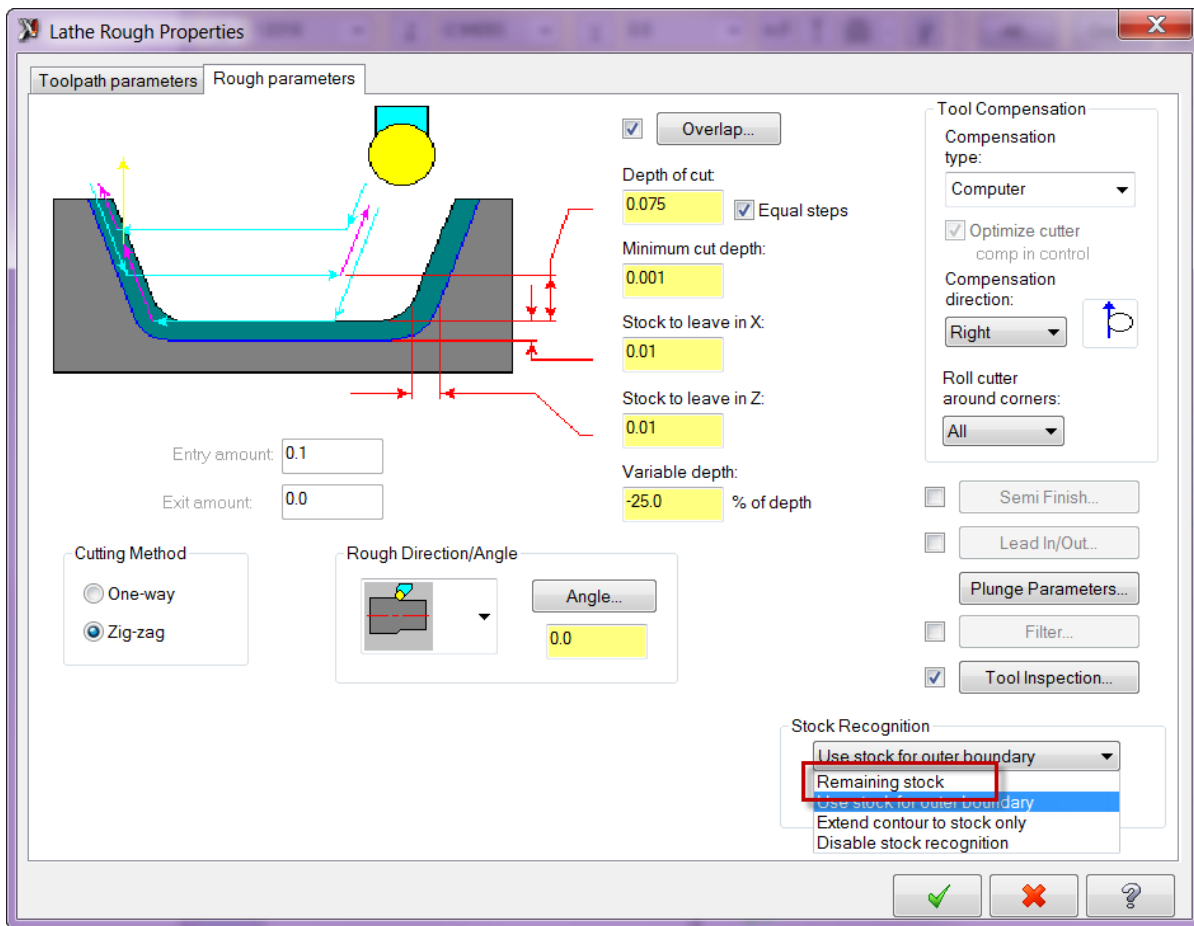 Lathe Rough Properties
Toolpath parameters
Rough parameters
Overlap...
Depth of cut:
0.075
Equal steps
Minimum cut depth:
0.001
Stock to leave in X:
0.01
Stock to leave in Z:
0.01
Variable depth:
-25.0
% of depth
Entry amount:
0.1
Exit amount:
0.0
Cutting Method
One-way
Zig-zag
Rough Direction/Angle
Angle...
0.0
Tool Compensation
Compensation
type:
Computer
Optimize cutter
comp in control
Compensation
direction:
Right
Roll cutter
around corners:
All
Semi Finish...
Lead In/Out...
Plunge Parameters...
Filter...
Tool Inspection...
Stock Recognition
Use stock for outer boundary
Remaining stock
Use stock for outer boundary
Extend contour to stock only
Disable stock recognition